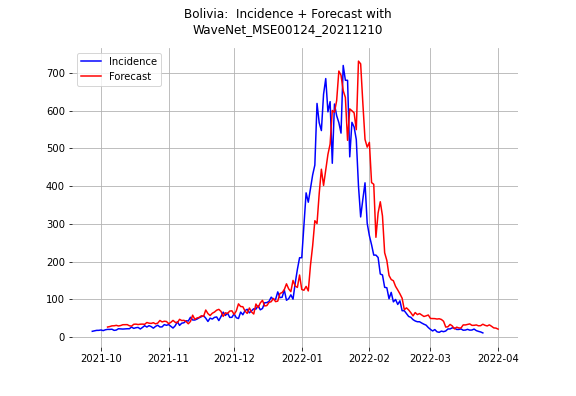 Bolivia:  Incidence + Forecast with
WaveNet_MSE00124_20211210
Incidence
Forecast
700
600
500
400
300
200
100
0
2021-10 2021-11 2021-12 2022-01 2022-02 2022-03 2022-04